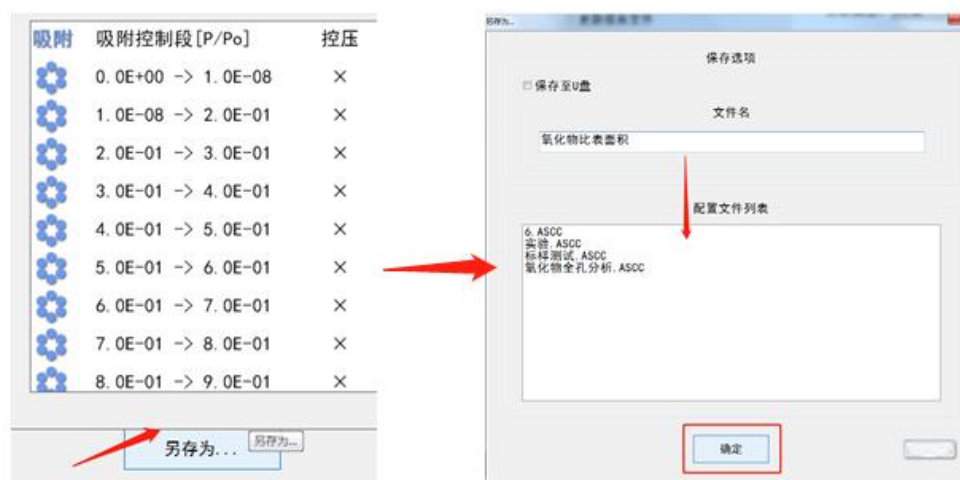 吸附 吸附控制段[P/Po] 控压
0.0E+00 -> 1.0E-08 ×
1.0E-08 -> 2.0E-01 ×
2.0E-01 -> 3.0E-01 ×
3.0E-01 -> 4.0E-01 ×
4.0E-01 -> 5.0E-01 ×
5.0E-01 -> 6.0E-01 ×
6.0E-01 -> 7.0E-01 ×
7.0E-01 -> 8.0E-01 ×
8.0E-01 -> 9.0E-01 ×
另存为...
另存为...
另存为...
保存选项
保存至U盘
文件名
氧化物比表面积
配置文件列表
6.ASCC
实验.ASCC
标样测试.ASCC
氧化物全孔分析.ASCC
确定